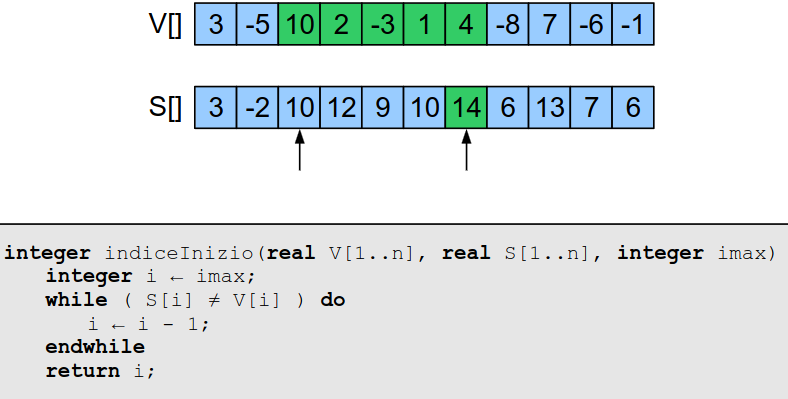 V[] 3 -5 10 2 -3 1 4 -8 7 -6 -1
S[] 3 -2 10 12 9 10 14 6 13 7 6
integer indiceInizio(real V[1..n], real S[1..n], integer imax)
integer i ← imax;
while ( S[i] ≠ V[i] ) do
i ← i - 1;
endwhile
return i;